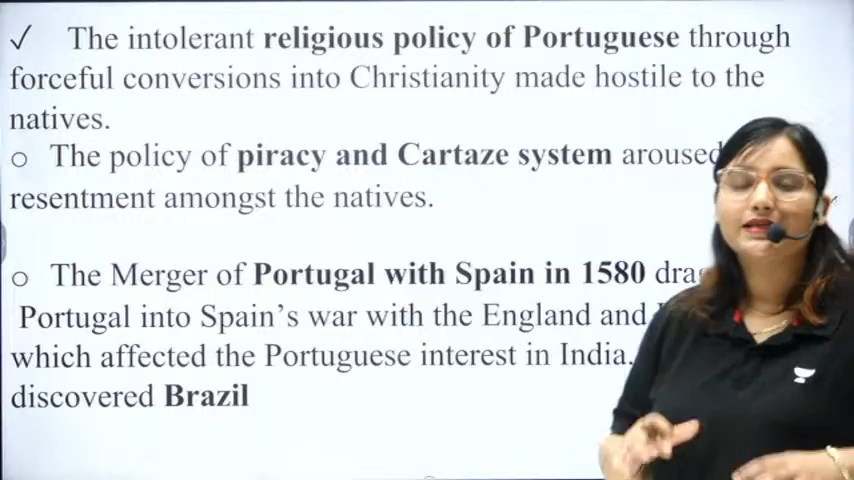 ✓ The intolerant religious policy of Portuguese through
forceful conversions into Christianity made hostile to the
natives.
○ The policy of piracy and Cartaze system aroused
resentment amongst the natives.
○ The Merger of Portugal with Spain in 1580
Portugal into Spain's war with the England and
which affected the Portuguese interest in India.
discovered Brazil